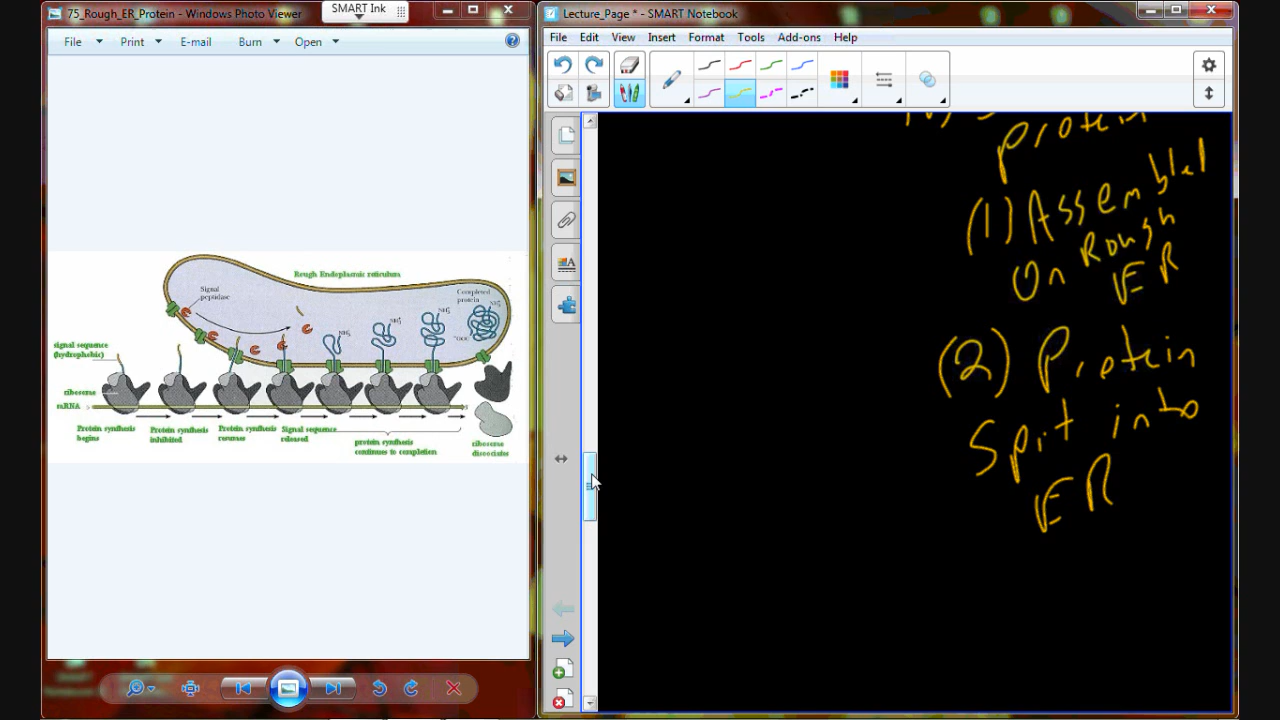 75_Rough_ER_Protein - Windows Photo Viewer
SMART Ink
File Print E-mail Burn Open
Rough Endoplasmic reticulum
Signal
peptidase
Completed
protein
signal sequence
(hydrophobic)
ribosome
mRNA
Protein synthesis
begins
Protein synthesis
inhibited
Protein synthesis
resumes
Signal sequence
released
protein synthesis
continues to completion
ribosome
dissociates
Lecture_Page * - SMART Notebook
File Edit View Insert Format Tools Add-ons Help
protein
(1) Assembled
On Rough
ER
(2) Protein
Spit into
ER